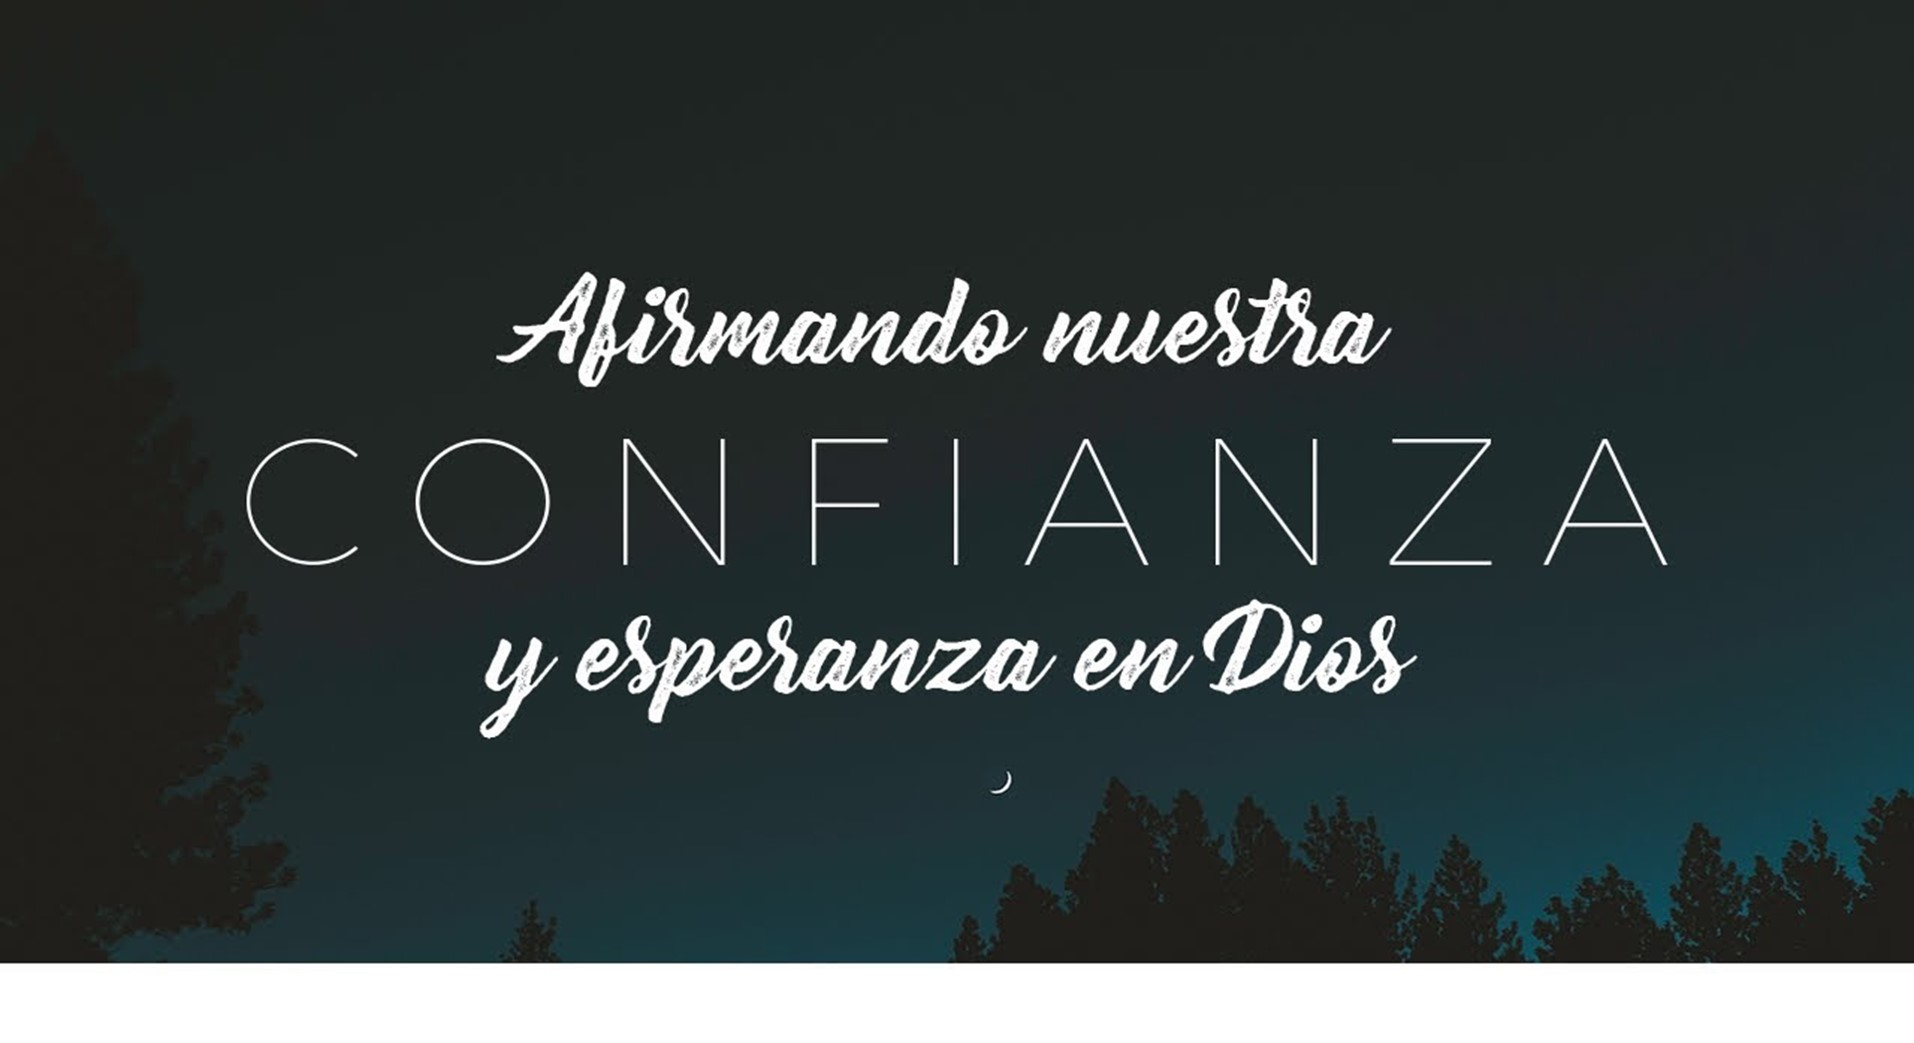 Afirmando nuestra
CONFIANZA
y esperanza en Dios